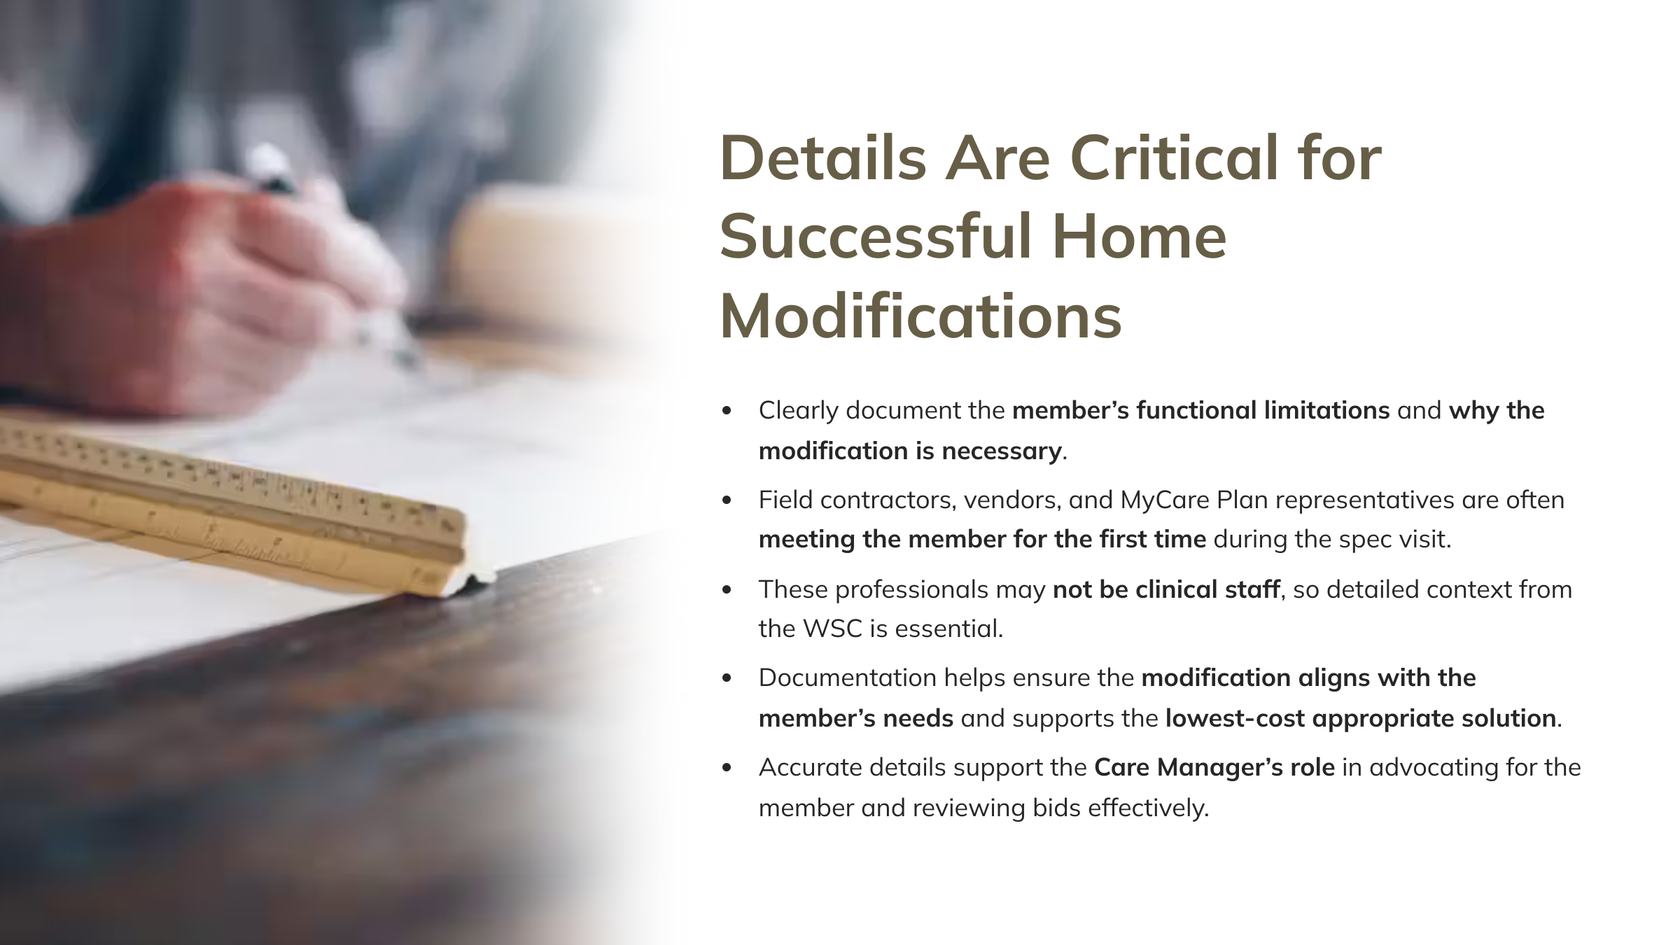 Details Are Critical for
Successful Home
Modifications
• Clearly document the member’s functional limitations and why the
modification is necessary.
• Field contractors, vendors, and MyCare Plan representatives are often
meeting the member for the first time during the spec visit.
• These professionals may not be clinical staff, so detailed context from
the WSC is essential.
• Documentation helps ensure the modification aligns with the
member’s needs and supports the lowest-cost appropriate solution.
• Accurate details support the Care Manager’s role in advocating for the
member and reviewing bids effectively.